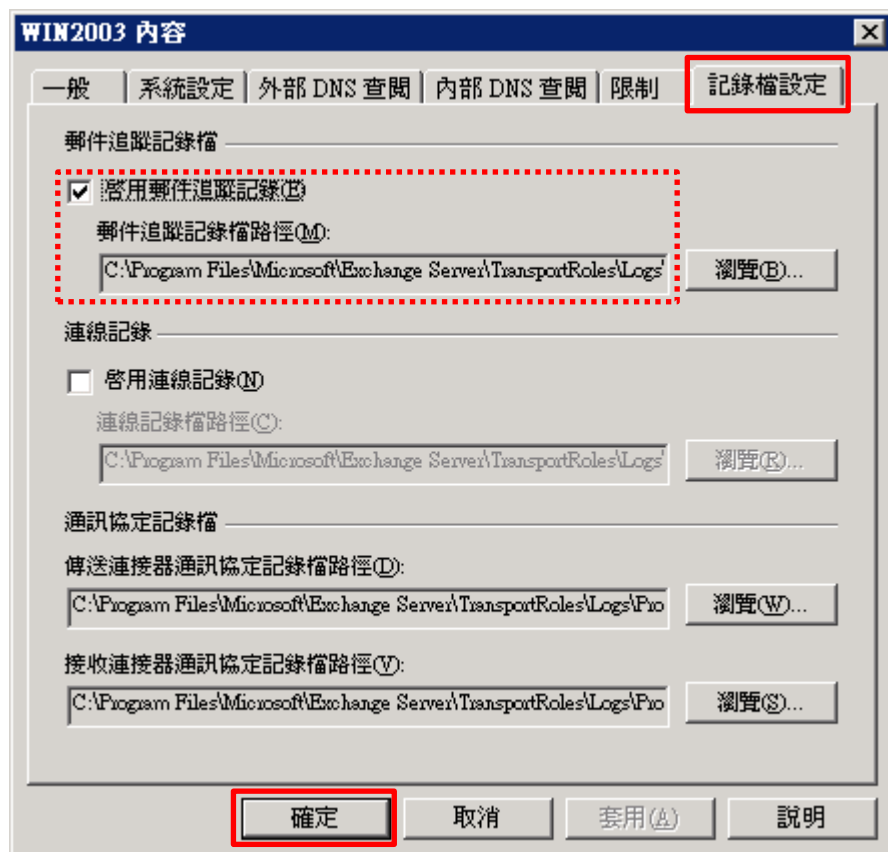 WIN2003 內容
一般 系統設定 外部 DNS 查閱 內部 DNS 查閱 限制 記錄檔設定
郵件追蹤記錄檔
啟用郵件追蹤記錄(E)
郵件追蹤記錄檔路徑(M):
C:\Program Files\Microsoft\Exchange Server\TransportRoles\Logs\ 瀏覽(B)...
連線記錄
啟用連線記錄(N)
連線記錄檔路徑(C):
C:\Program Files\Microsoft\Exchange Server\TransportRoles\Logs\ 瀏覽(R)...
通訊協定記錄檔
傳送連接器通訊協定記錄檔路徑(D):
C:\Program Files\Microsoft\Exchange Server\TransportRoles\Logs\Pro 瀏覽(W)...
接收連接器通訊協定記錄檔路徑(V):
C:\Program Files\Microsoft\Exchange Server\TransportRoles\Logs\Pro 瀏覽(S)...
確定 取消 套用(A) 說明